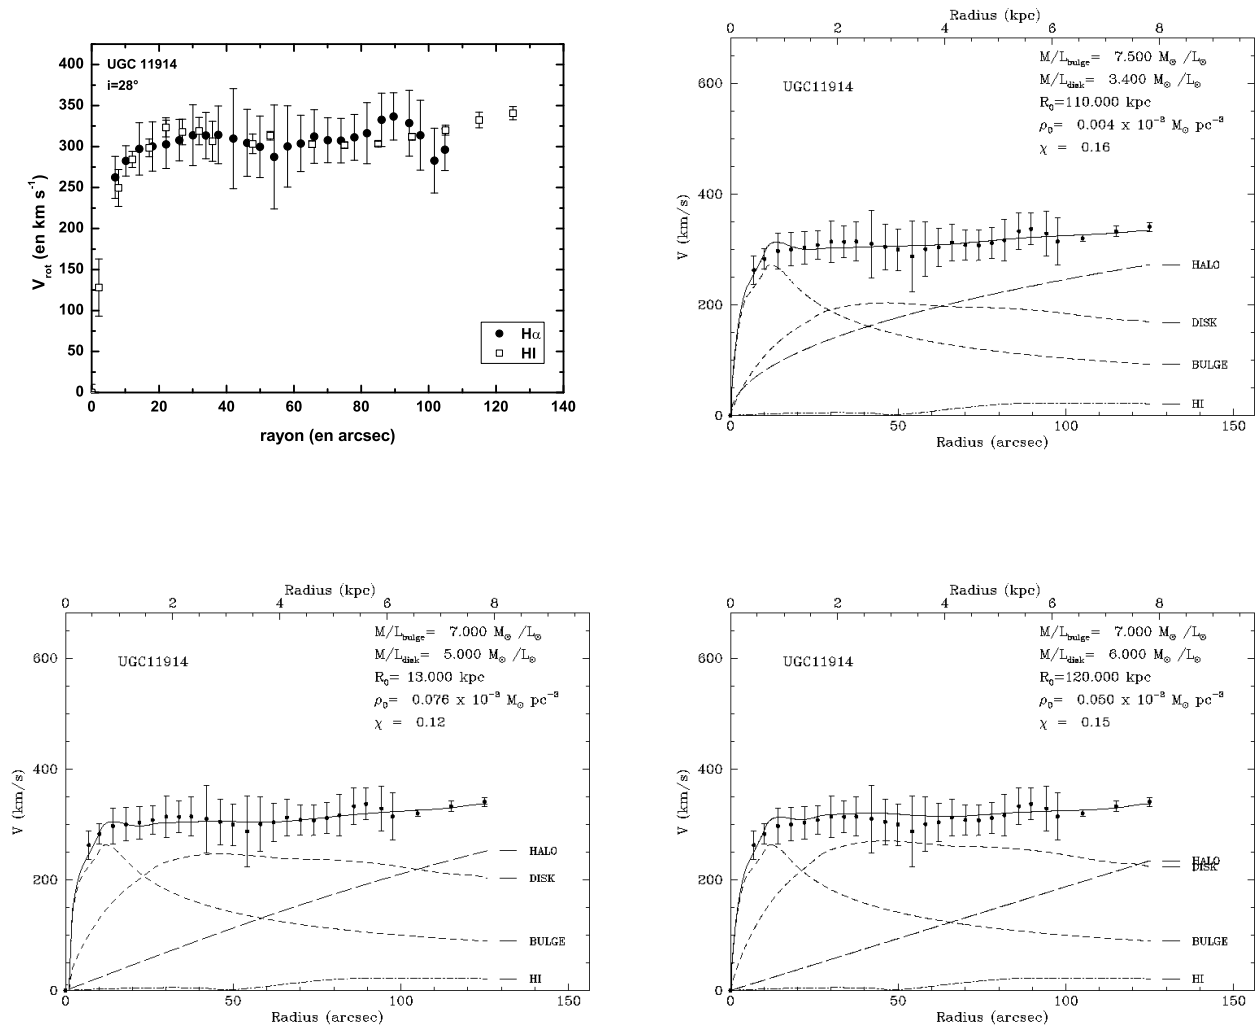 UGC 11914
i=28°
400
350
300
250
200
150
100
50
0
V_rot (en km s⁻¹)
Hα
HI
0 20 40 60 80 100 120 140
rayon (en arcsec)
Radius (kpc)
0 2 4 6 8
M/L_bulge= 7.500 M⊙ /L⊙
M/L_disk= 3.400 M⊙ /L⊙
R₀=110.000 kpc
ρ₀= 0.004 x 10⁻³ M⊙ pc⁻³
χ = 0.16
UGC11914
600
400
200
0
V (km/s)
HALO
DISK
BULGE
HI
0 50 100 150
Radius (arcsec)
Radius (kpc)
0 2 4 6 8
M/L_bulge= 7.000 M⊙ /L⊙
M/L_disk= 5.000 M⊙ /L⊙
R₀= 13.000 kpc
ρ₀= 0.076 x 10⁻³ M⊙ pc⁻³
χ = 0.12
UGC11914
600
400
200
0
V (km/s)
HALO
DISK
BULGE
HI
0 50 100 150
Radius (arcsec)
Radius (kpc)
0 2 4 6 8
M/L_bulge= 7.000 M⊙ /L⊙
M/L_disk= 6.000 M⊙ /L⊙
R₀=120.000 kpc
ρ₀= 0.050 x 10⁻³ M⊙ pc⁻³
χ = 0.15
UGC11914
600
400
200
0
V (km/s)
HALO
DISK
BULGE
HI
0 50 100 150
Radius (arcsec)